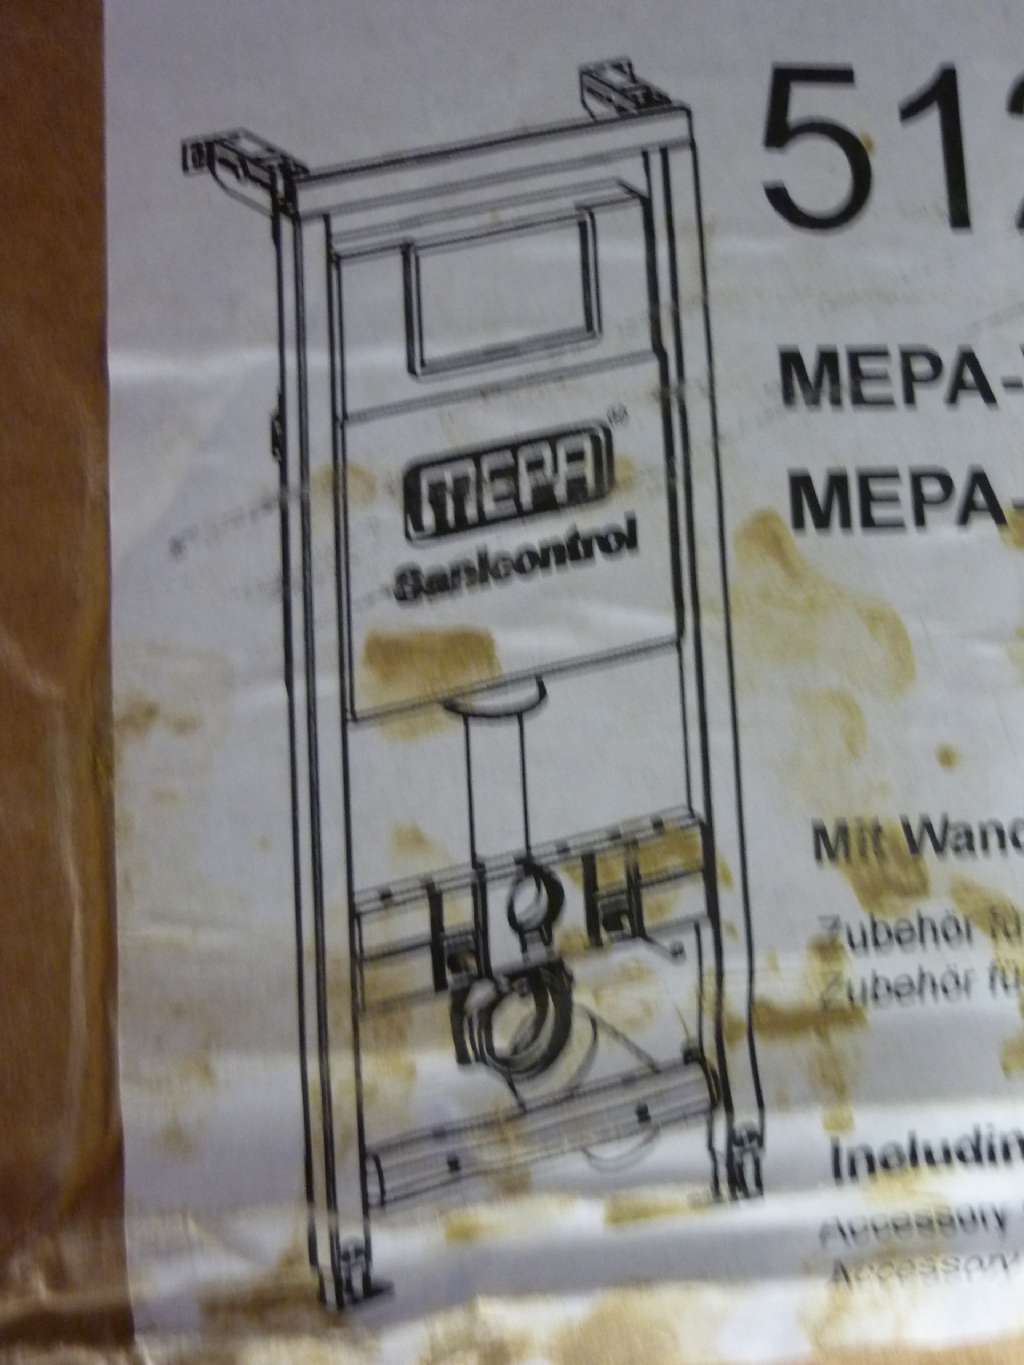 512
MEPA-
MEPA-
MEPA®
Sanicontrol
Mit Wand
Zubehör fü
Zubehör fü
Includin
Accessory
Accessory